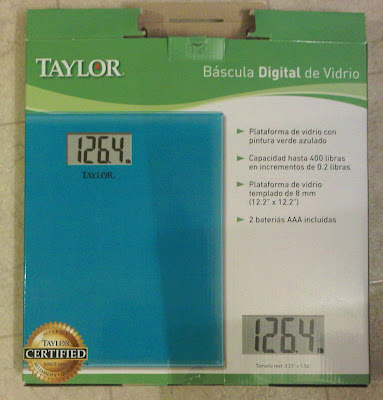 TAYLOR
Báscula Digital de Vidrio
126.4
TAYLOR
Plataforma de vidrio con
pintura verde azulado
Capacidad hasta 400 libras
en incrementos de 0.2 libras
Plataforma de vidrio
templado de 8 mm
(12.2" x 12.2")
2 baterías AAA incluidas
126.4
TAYLOR
CERTIFIED